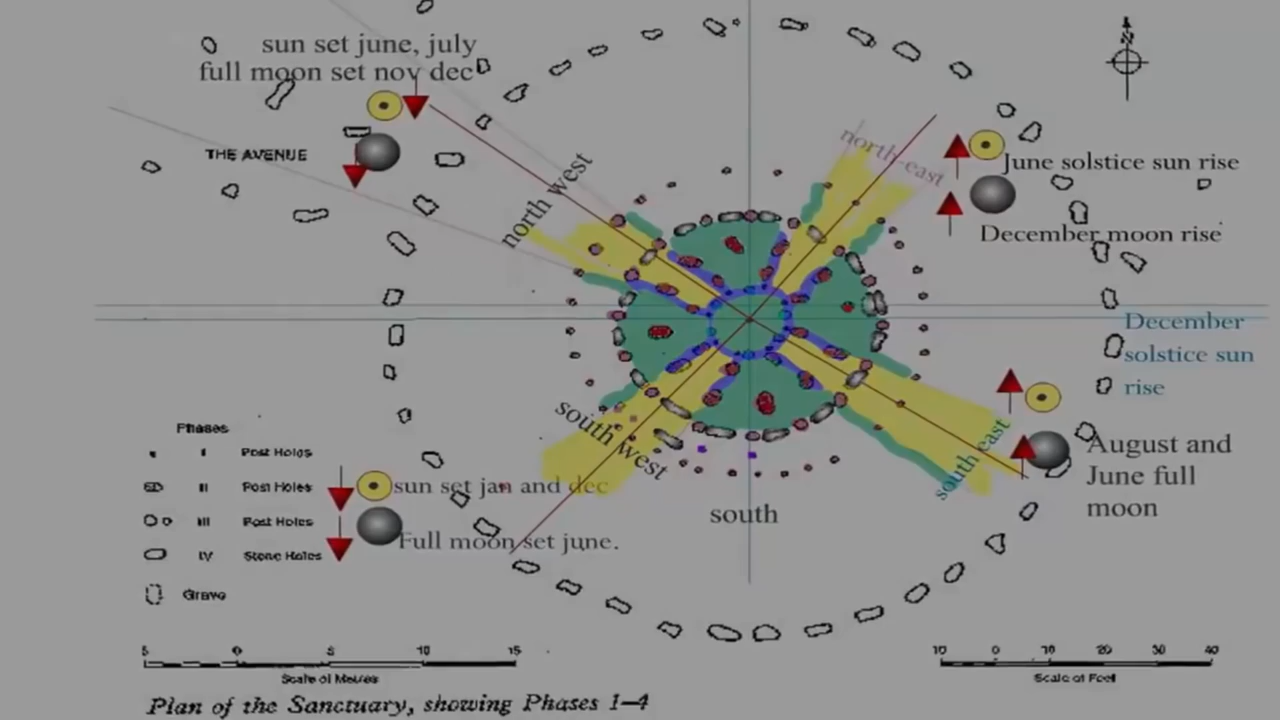 sun set june, july
full moon set nov dec
N
THE AVENUE
north west
north-east
June solstice sun rise
December moon rise
December
solstice sun
rise
south west
south east
August and
June full
moon
south
Phases
I Post Holes
II Post Holes
III Post Holes
IV Stone Holes
Grave
sun set jan and dec
Full moon set june.
5 0 5 10 15
Scale of Metres
10 0 10 20 30 40
Scale of Feet
Plan of the Sanctuary, showing Phases 1–4